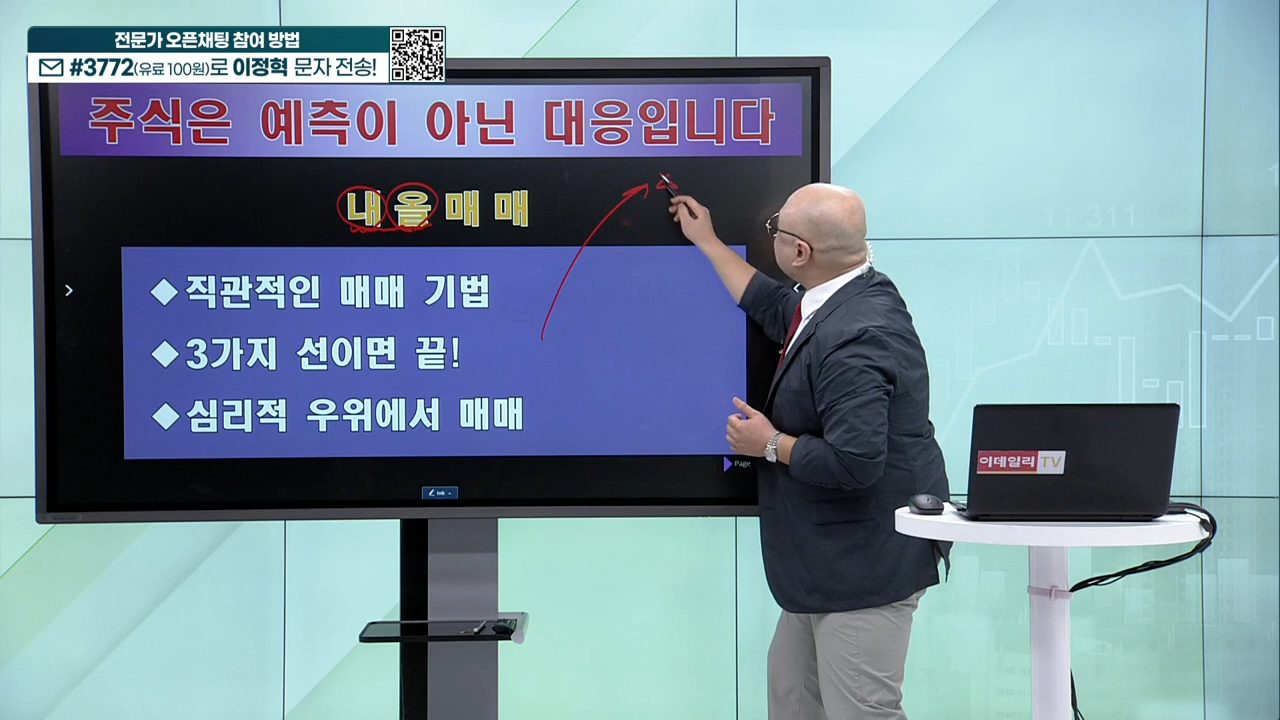 전문가 오픈채팅 참여 방법
#3772(유료 100원)로 이정혁 문자 전송!
주식은 예측이 아닌 대응입니다
내올매매
◆직관적인 매매 기법
◆3가지 선이면 끝!
◆심리적 우위에서 매매
Page
Ink
이데일리TV